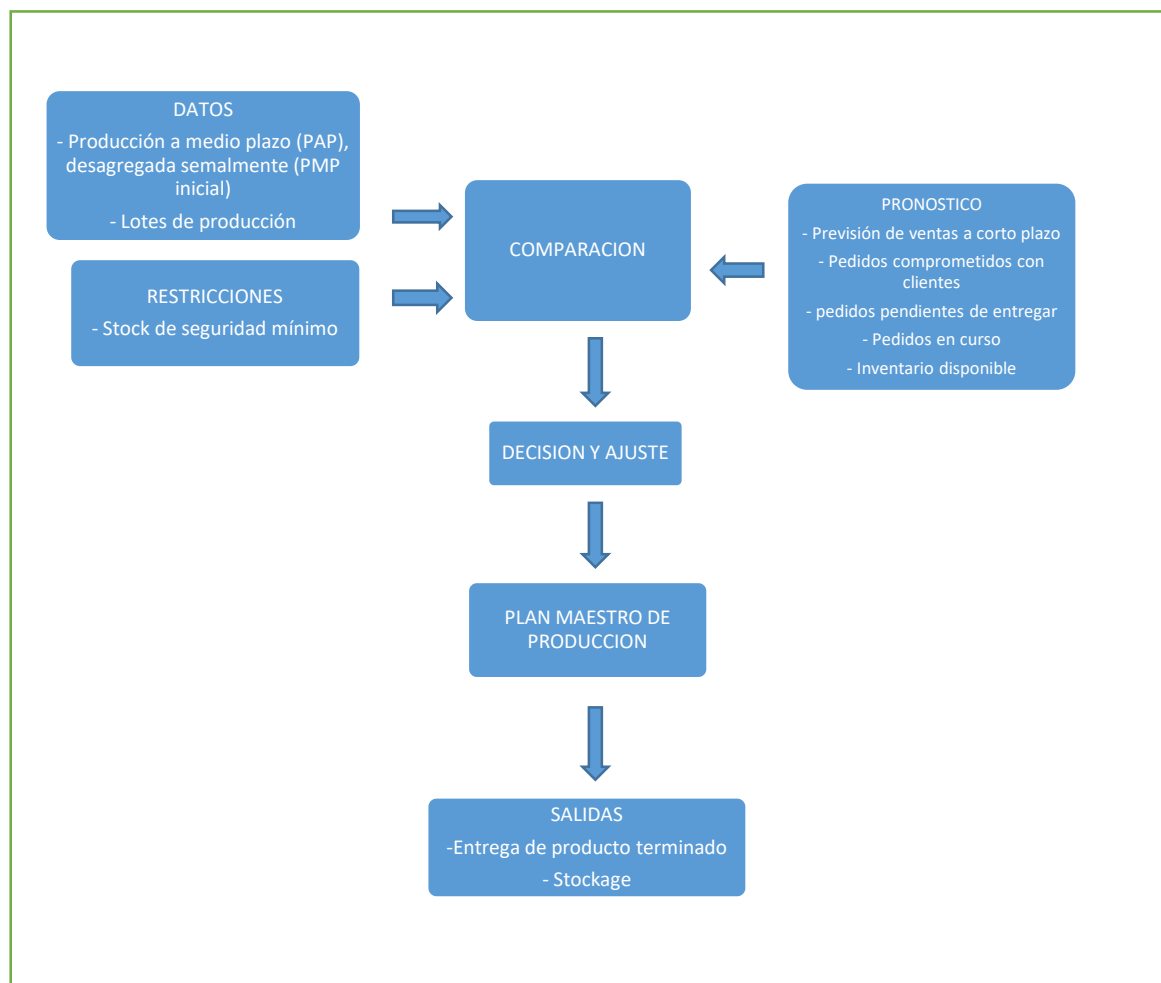 DATOS
- Producción a medio plazo (PAP),
desagregada semalmente (PMP
inicial)
- Lotes de producción
RESTRICCIONES
- Stock de seguridad mínimo
COMPARACION
PRONOSTICO
- Previsión de ventas a corto plazo
- Pedidos comprometidos con
clientes
- pedidos pendientes de entregar
- Pedidos en curso
- Inventario disponible
DECISION Y AJUSTE
PLAN MAESTRO DE
PRODUCCION
SALIDAS
-Entrega de producto terminado
- Stockage